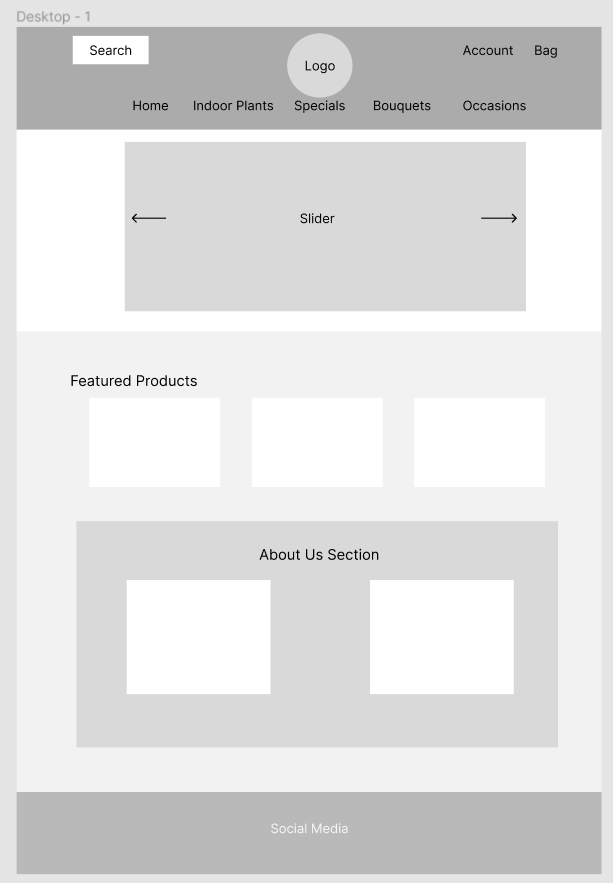 Desktop - 1
Search
Logo
Account Bag
Home Indoor Plants Specials Bouquets Occasions
Slider
Featured Products
About Us Section
Social Media